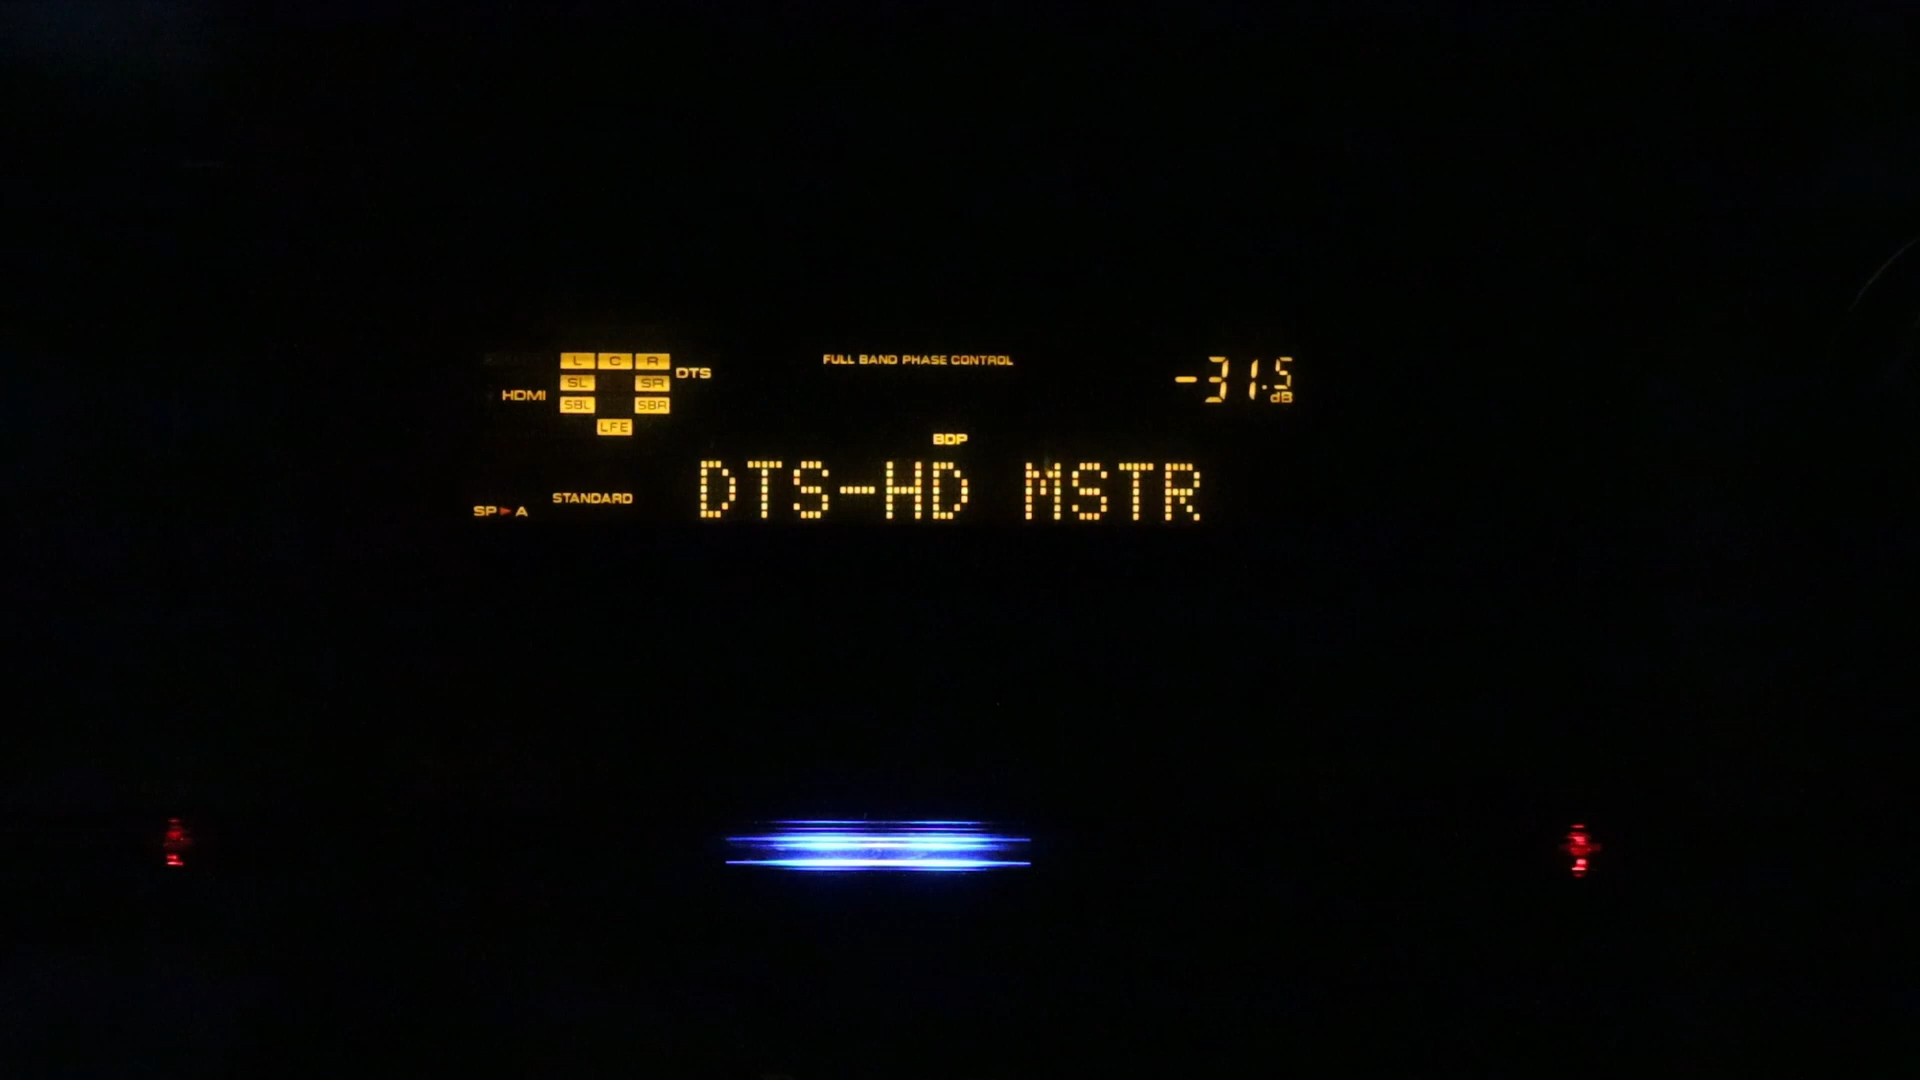 L C R
DTS
FULL BAND PHASE CONTROL
-31.5 dB
HDMI
SL SR
SBL SBR
LFE
BDP
STANDARD
DTS-HD MSTR
SP►A